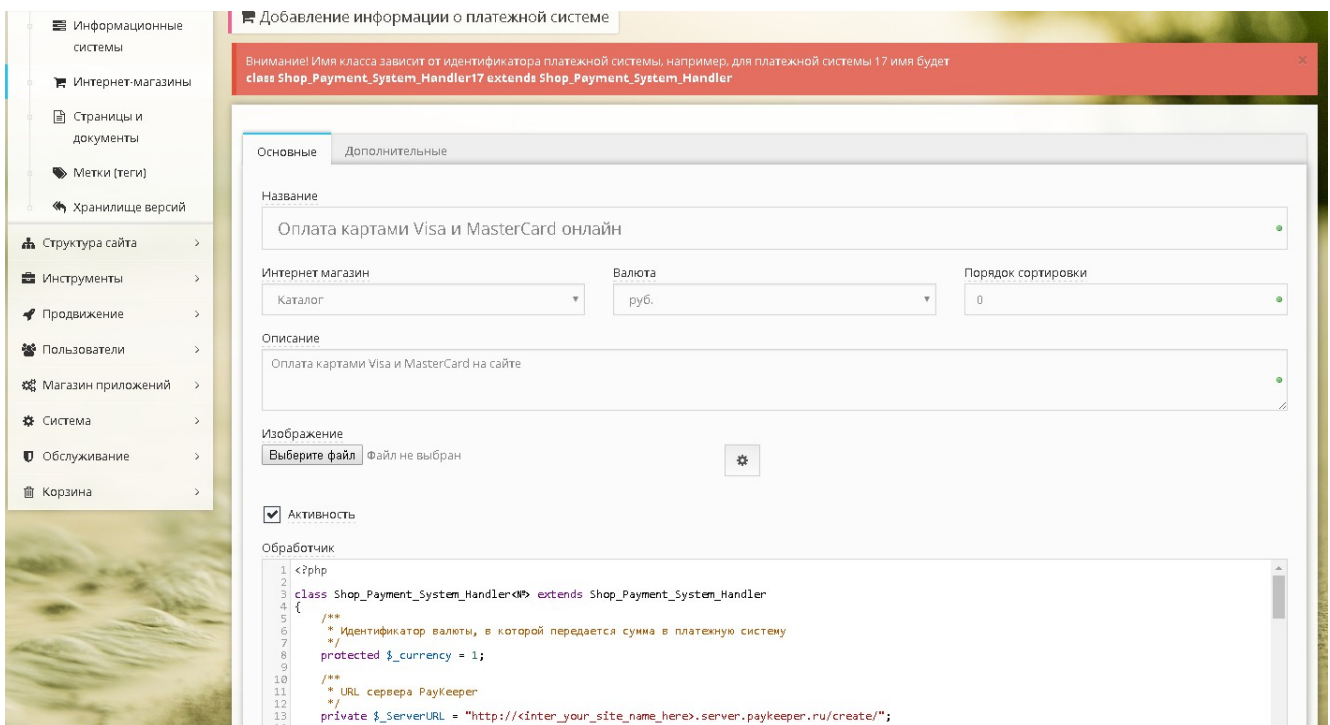 Информационные
системы
Интернет-магазины
Страницы и
документы
Метки (теги)
Хранилище версий
Структура сайта
Инструменты
Продвижение
Пользователи
Магазин приложений
Система
Обслуживание
Корзина
Добавление информации о платежной системе
Внимание! Имя класса зависит от идентификатора платежной системы, например, для платежной системы 17 имя будет
class Shop_Payment_System_Handler17 extends Shop_Payment_System_Handler
×
Основные Дополнительные
Название
Оплата картами Visa и MasterCard онлайн
Интернет магазин Валюта Порядок сортировки
Каталог руб. 0
Описание
Оплата картами Visa и MasterCard на сайте
Изображение
Выберите файл Файл не выбран
Активность
Обработчик
1 <?php
2
3 class Shop_Payment_System_Handler<№> extends Shop_Payment_System_Handler
4 {
5 /**
6 * Идентификатор валюты, в которой передается сумма в платежную систему
7 */
8 protected $_currency = 1;
9
10 /**
11 * URL сервера PayKeeper
12 */
13 private $_ServerURL = "http://<inter_your_site_name_here>.server.paykeeper.ru/create/";